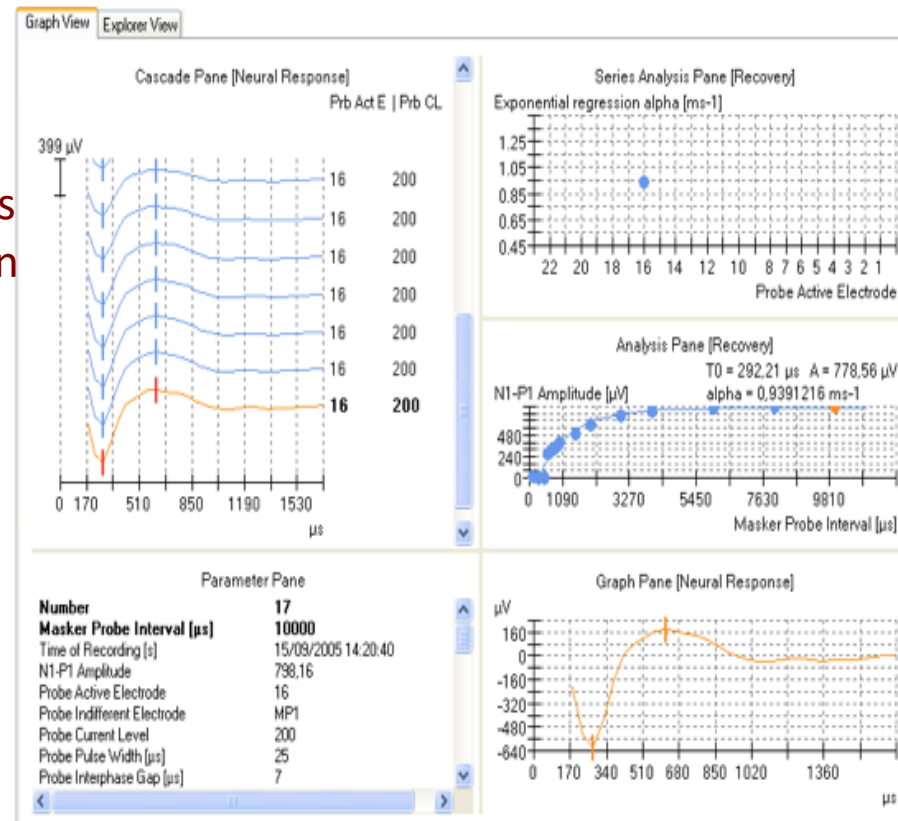 Graph View Explorer View
s
n
Cascade Pane [Neural Response]
Prb Act E | Prb CL
399 µV
16 200
16 200
16 200
16 200
16 200
16 200
16 200
0 170 510 850 1190 1530
µs
Series Analysis Pane [Recovery]
Exponential regression alpha [ms-1]
1.25
1.05
0.85
0.65
0.45
22 20 18 16 14 12 10 8 7 6 5 4 3 2 1
Probe Active Electrode
Analysis Pane [Recovery]
T0 = 292,21 µs A = 778,56 µV
N1-P1 Amplitude [µV] alpha = 0,9391216 ms-1
480
240
0
0 1090 3270 5450 7630 9810
Masker Probe Interval [µs]
Parameter Pane
Number 17
Masker Probe Interval [µs] 10000
Time of Recording [s] 15/09/2005 14:20:40
N1-P1 Amplitude 798,16
Probe Active Electrode 16
Probe Indifferent Electrode MP1
Probe Current Level 200
Probe Pulse Width [µs] 25
Probe Interphase Gap [µs] 7
Graph Pane [Neural Response]
µV
160
0
-160
-320
-480
-640
0 170 340 510 680 850 1020 1360
µs